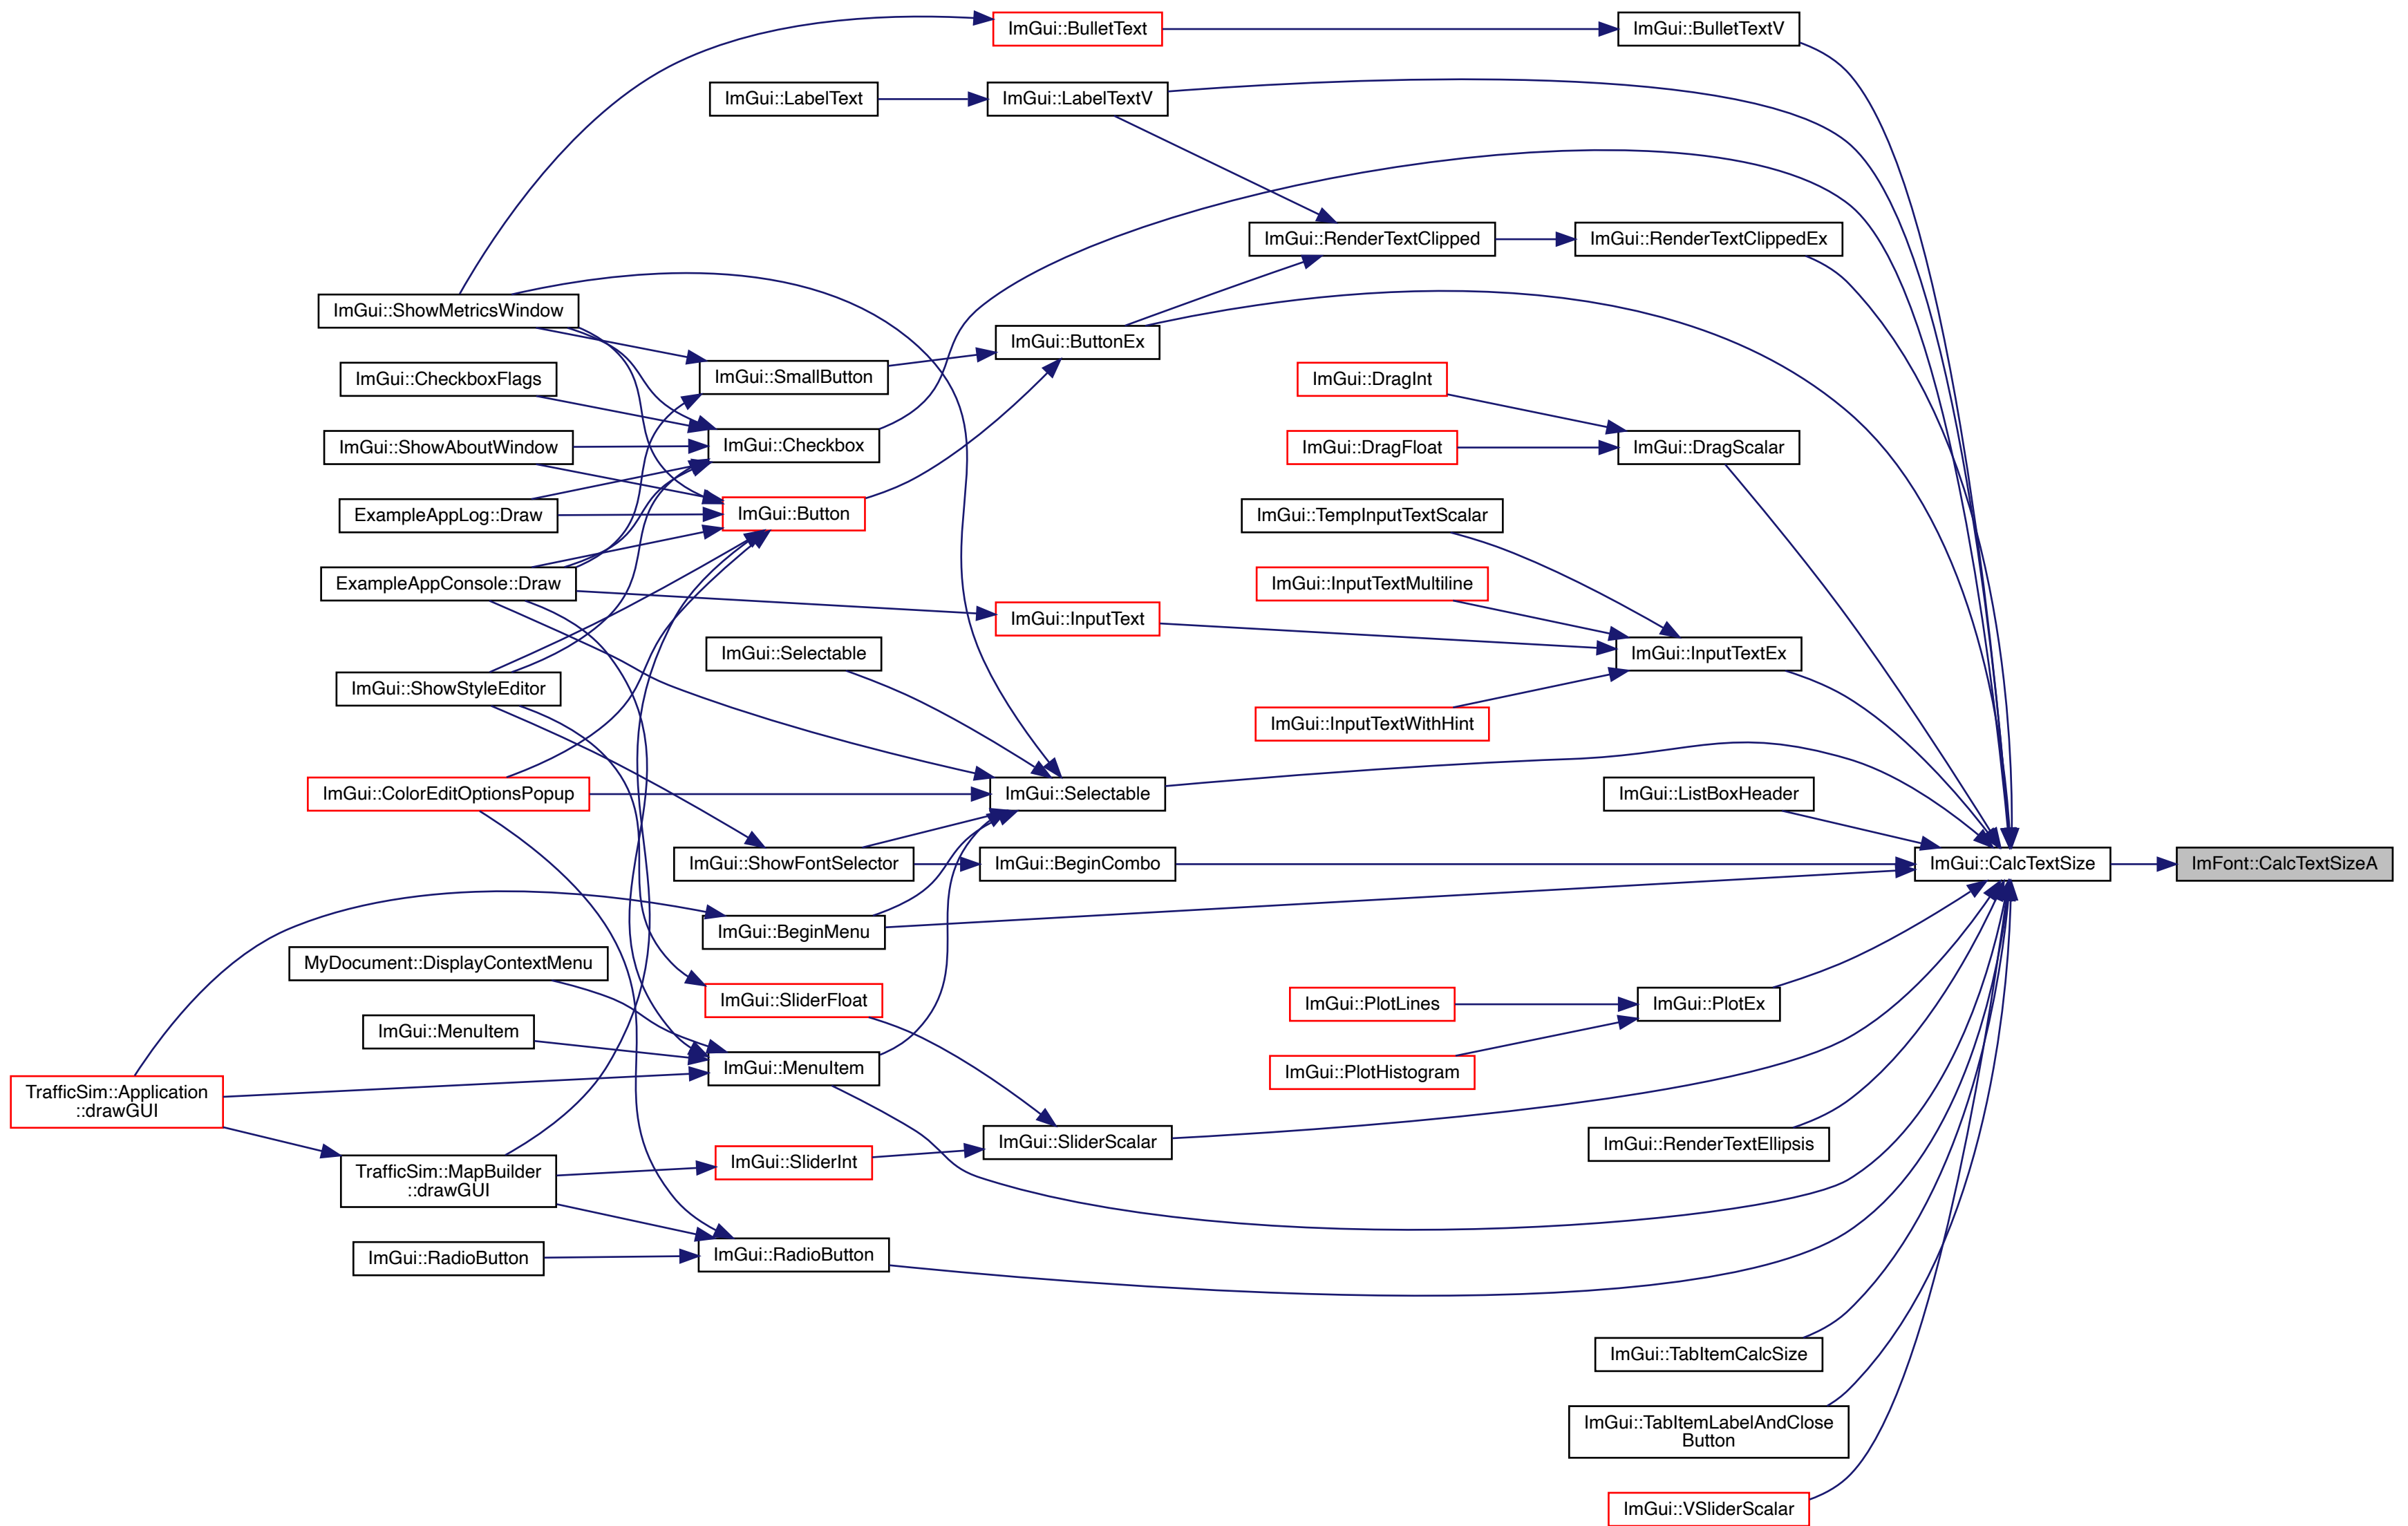 ImGui::BulletText
ImGui::BulletTextV
ImGui::LabelText
ImGui::LabelTextV
ImGui::RenderTextClipped
ImGui::RenderTextClippedEx
ImGui::ShowMetricsWindow
ImGui::ButtonEx
ImGui::CheckboxFlags
ImGui::SmallButton
ImGui::DragInt
ImGui::ShowAboutWindow
ImGui::Checkbox
ImGui::DragFloat
ImGui::DragScalar
ExampleAppLog::Draw
ImGui::Button
ImGui::TempInputTextScalar
ExampleAppConsole::Draw
ImGui::InputTextMultiline
ImGui::InputText
ImGui::Selectable
ImGui::InputTextEx
ImGui::ShowStyleEditor
ImGui::InputTextWithHint
ImGui::ColorEditOptionsPopup
ImGui::Selectable
ImGui::ListBoxHeader
ImGui::ShowFontSelector
ImGui::BeginCombo
ImGui::CalcTextSize
ImFont::CalcTextSizeA
ImGui::BeginMenu
MyDocument::DisplayContextMenu
ImGui::SliderFloat
ImGui::PlotLines
ImGui::PlotEx
ImGui::MenuItem
ImGui::MenuItem
ImGui::PlotHistogram
TrafficSim::Application
::drawGUI
ImGui::SliderScalar
ImGui::RenderTextEllipsis
TrafficSim::MapBuilder
::drawGUI
ImGui::SliderInt
ImGui::RadioButton
ImGui::RadioButton
ImGui::TabItemCalcSize
ImGui::TabItemLabelAndClose
Button
ImGui::VSliderScalar